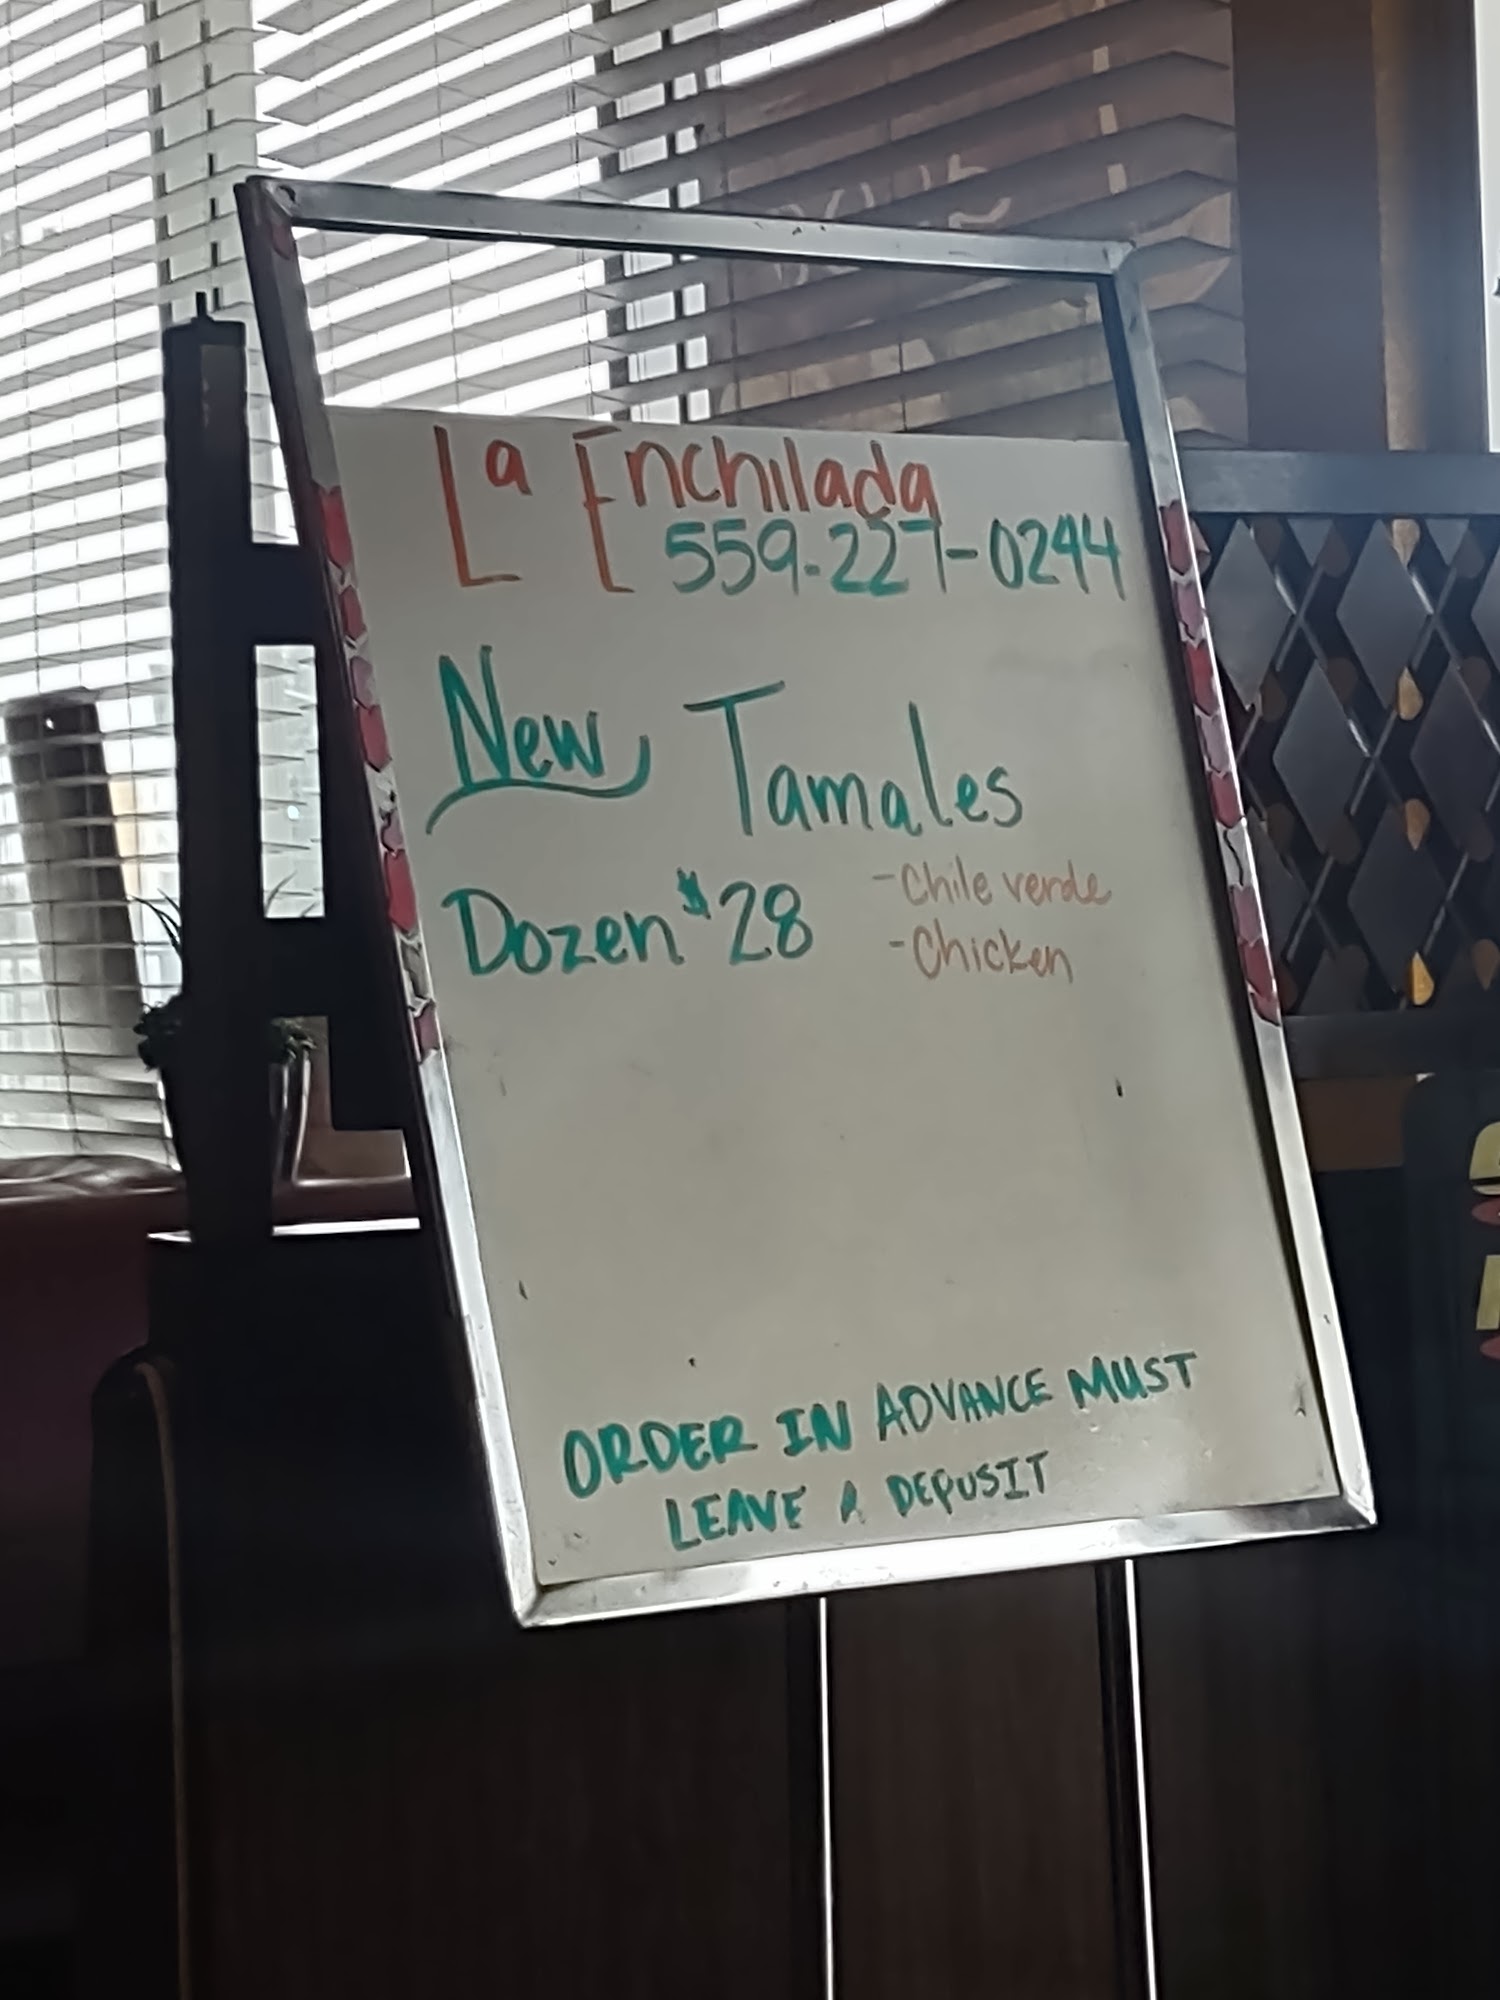 La Enchilada
559-227-0244
New Tamales
Dozen $28
-Chile verde
-Chicken
ORDER IN ADVANCE MUST
LEAVE A DEPOSIT